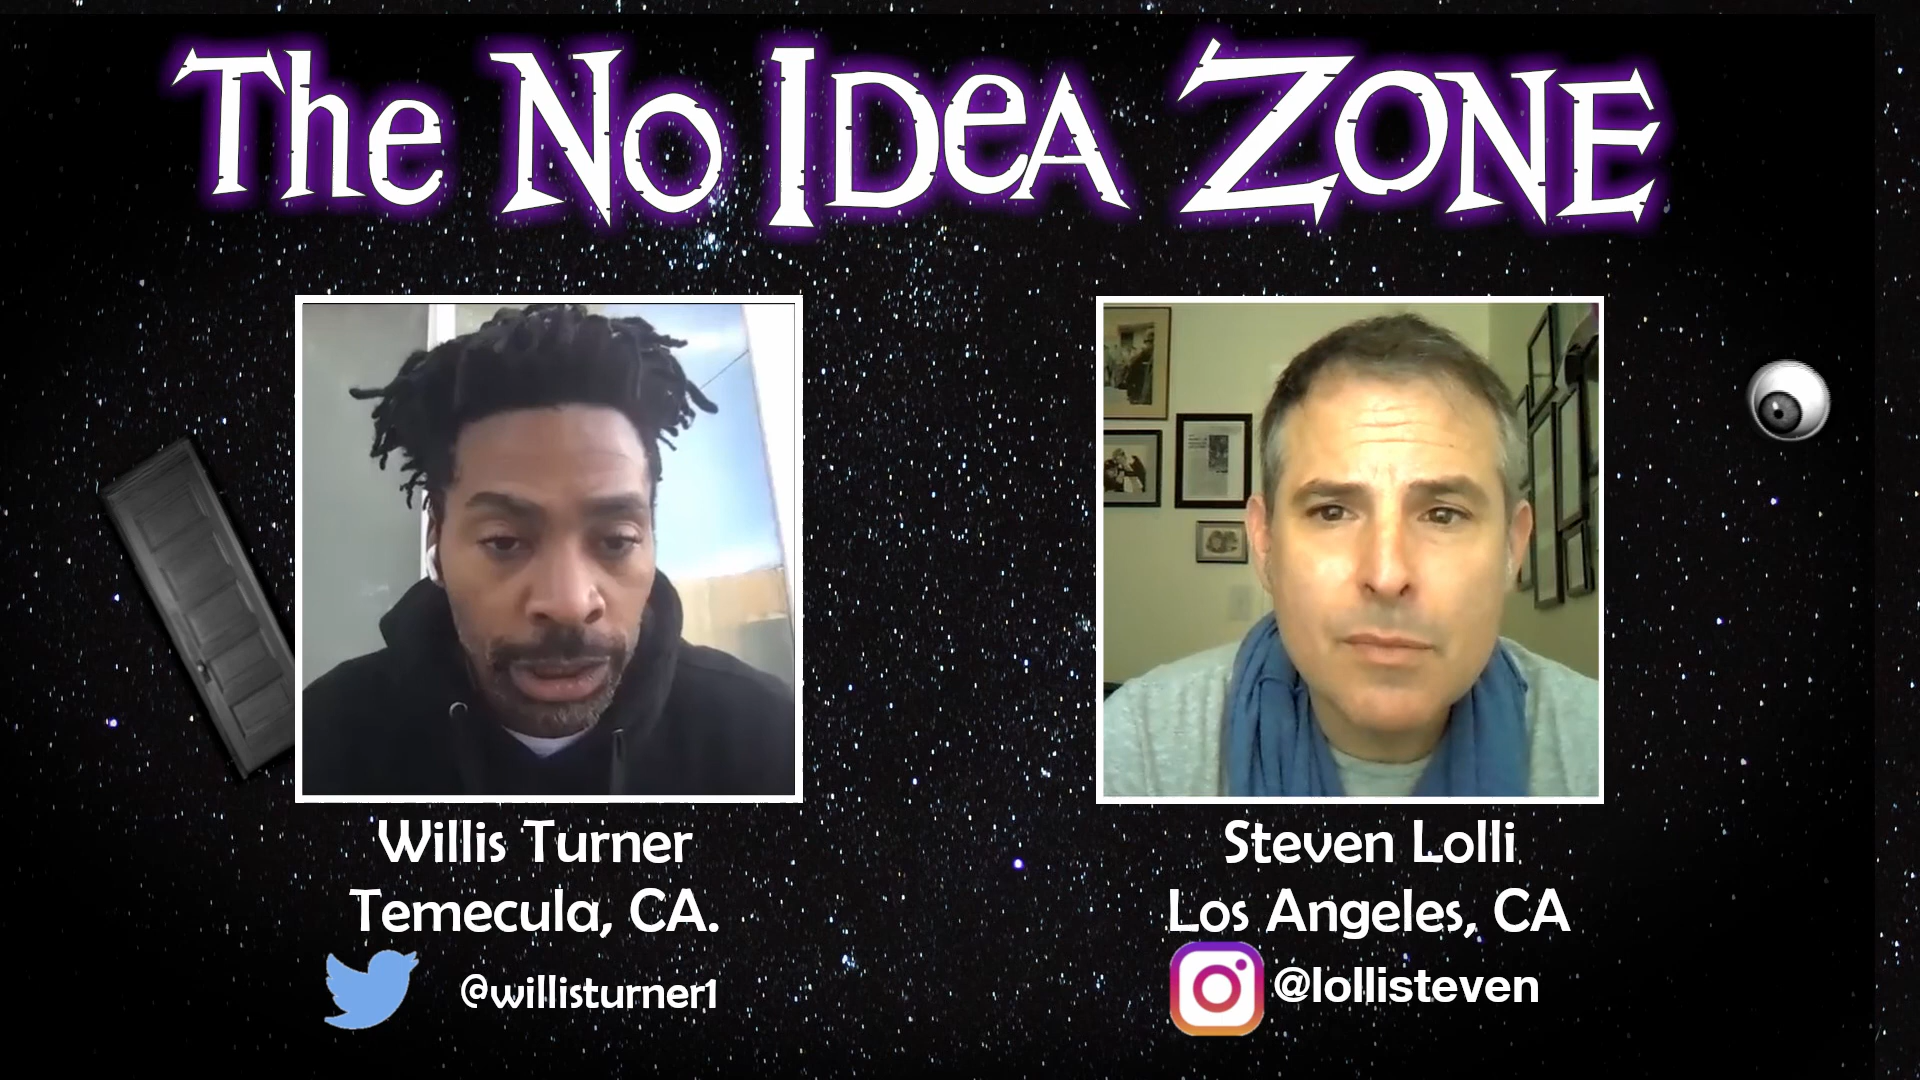 The No Idea Zone
Willis Turner
Temecula, CA.
@willisturner1
Steven Lolli
Los Angeles, CA
@lollisteven